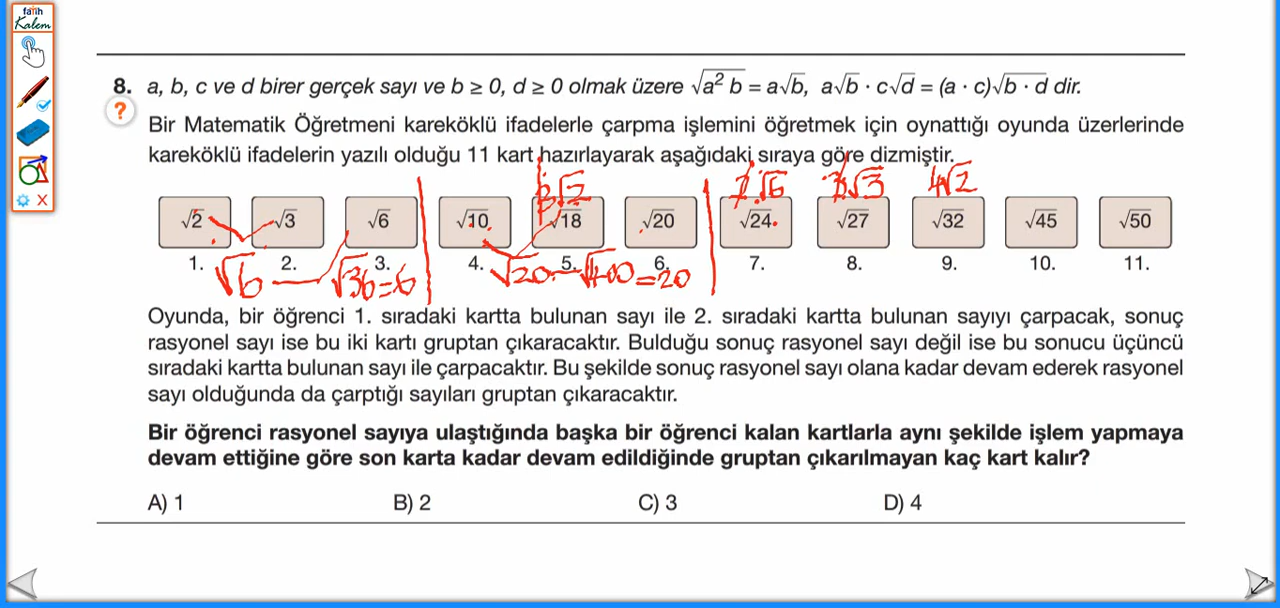 fatih
Kalem
8. a, b, c ve d birer gerçek sayı ve b ≥ 0, d ≥ 0 olmak üzere √(a² b) = a√b, a√b · c√d = (a · c)√(b · d) dir.
?
Bir Matematik Öğretmeni kareköklü ifadelerle çarpma işlemini öğretmek için oynattığı oyunda üzerlerinde
kareköklü ifadelerin yazılı olduğu 11 kart hazırlayarak aşağıdaki sıraya göre dizmiştir.
3√2 2√6 3√3 4√2
√2 √3 √6 √10 √18 √20 √24 √27 √32 √45 √50
1. 2. 3. 4. 5. 6. 7. 8. 9. 10. 11.
√6 √36=6 √20 √400=20
Oyunda, bir öğrenci 1. sıradaki kartta bulunan sayı ile 2. sıradaki kartta bulunan sayıyı çarpacak, sonuç
rasyonel sayı ise bu iki kartı gruptan çıkaracaktır. Bulduğu sonuç rasyonel sayı değil ise bu sonucu üçüncü
sıradaki kartta bulunan sayı ile çarpacaktır. Bu şekilde sonuç rasyonel sayı olana kadar devam ederek rasyonel
sayı olduğunda da çarptığı sayıları gruptan çıkaracaktır.
Bir öğrenci rasyonel sayıya ulaştığında başka bir öğrenci kalan kartlarla aynı şekilde işlem yapmaya
devam ettiğine göre son karta kadar devam edildiğinde gruptan çıkarılmayan kaç kart kalır?
A) 1 B) 2 C) 3 D) 4